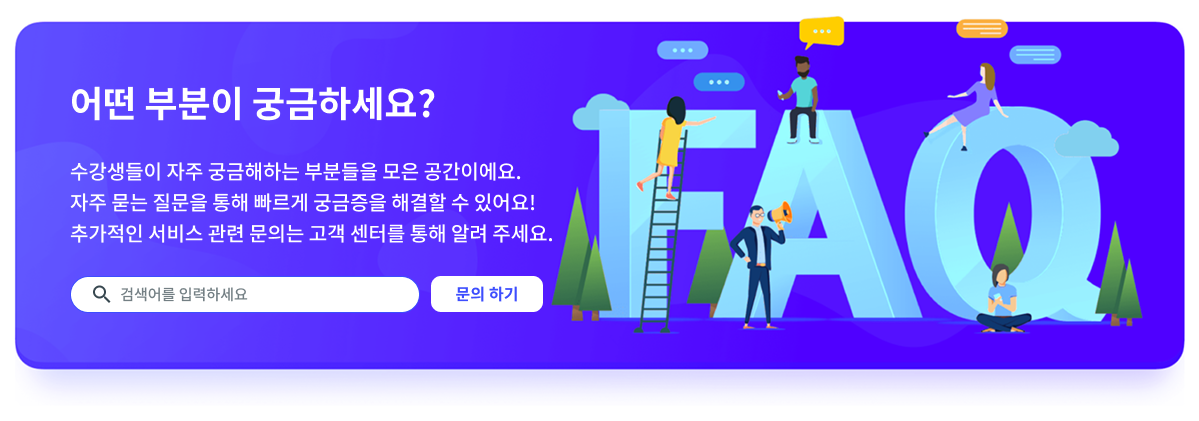 어떤 부분이 궁금하세요?
수강생들이 자주 궁금해하는 부분들을 모은 공간이에요.
자주 묻는 질문을 통해 빠르게 궁금증을 해결할 수 있어요!
추가적인 서비스 관련 문의는 고객 센터를 통해 알려 주세요.
검색어를 입력하세요
문의 하기
FAQ